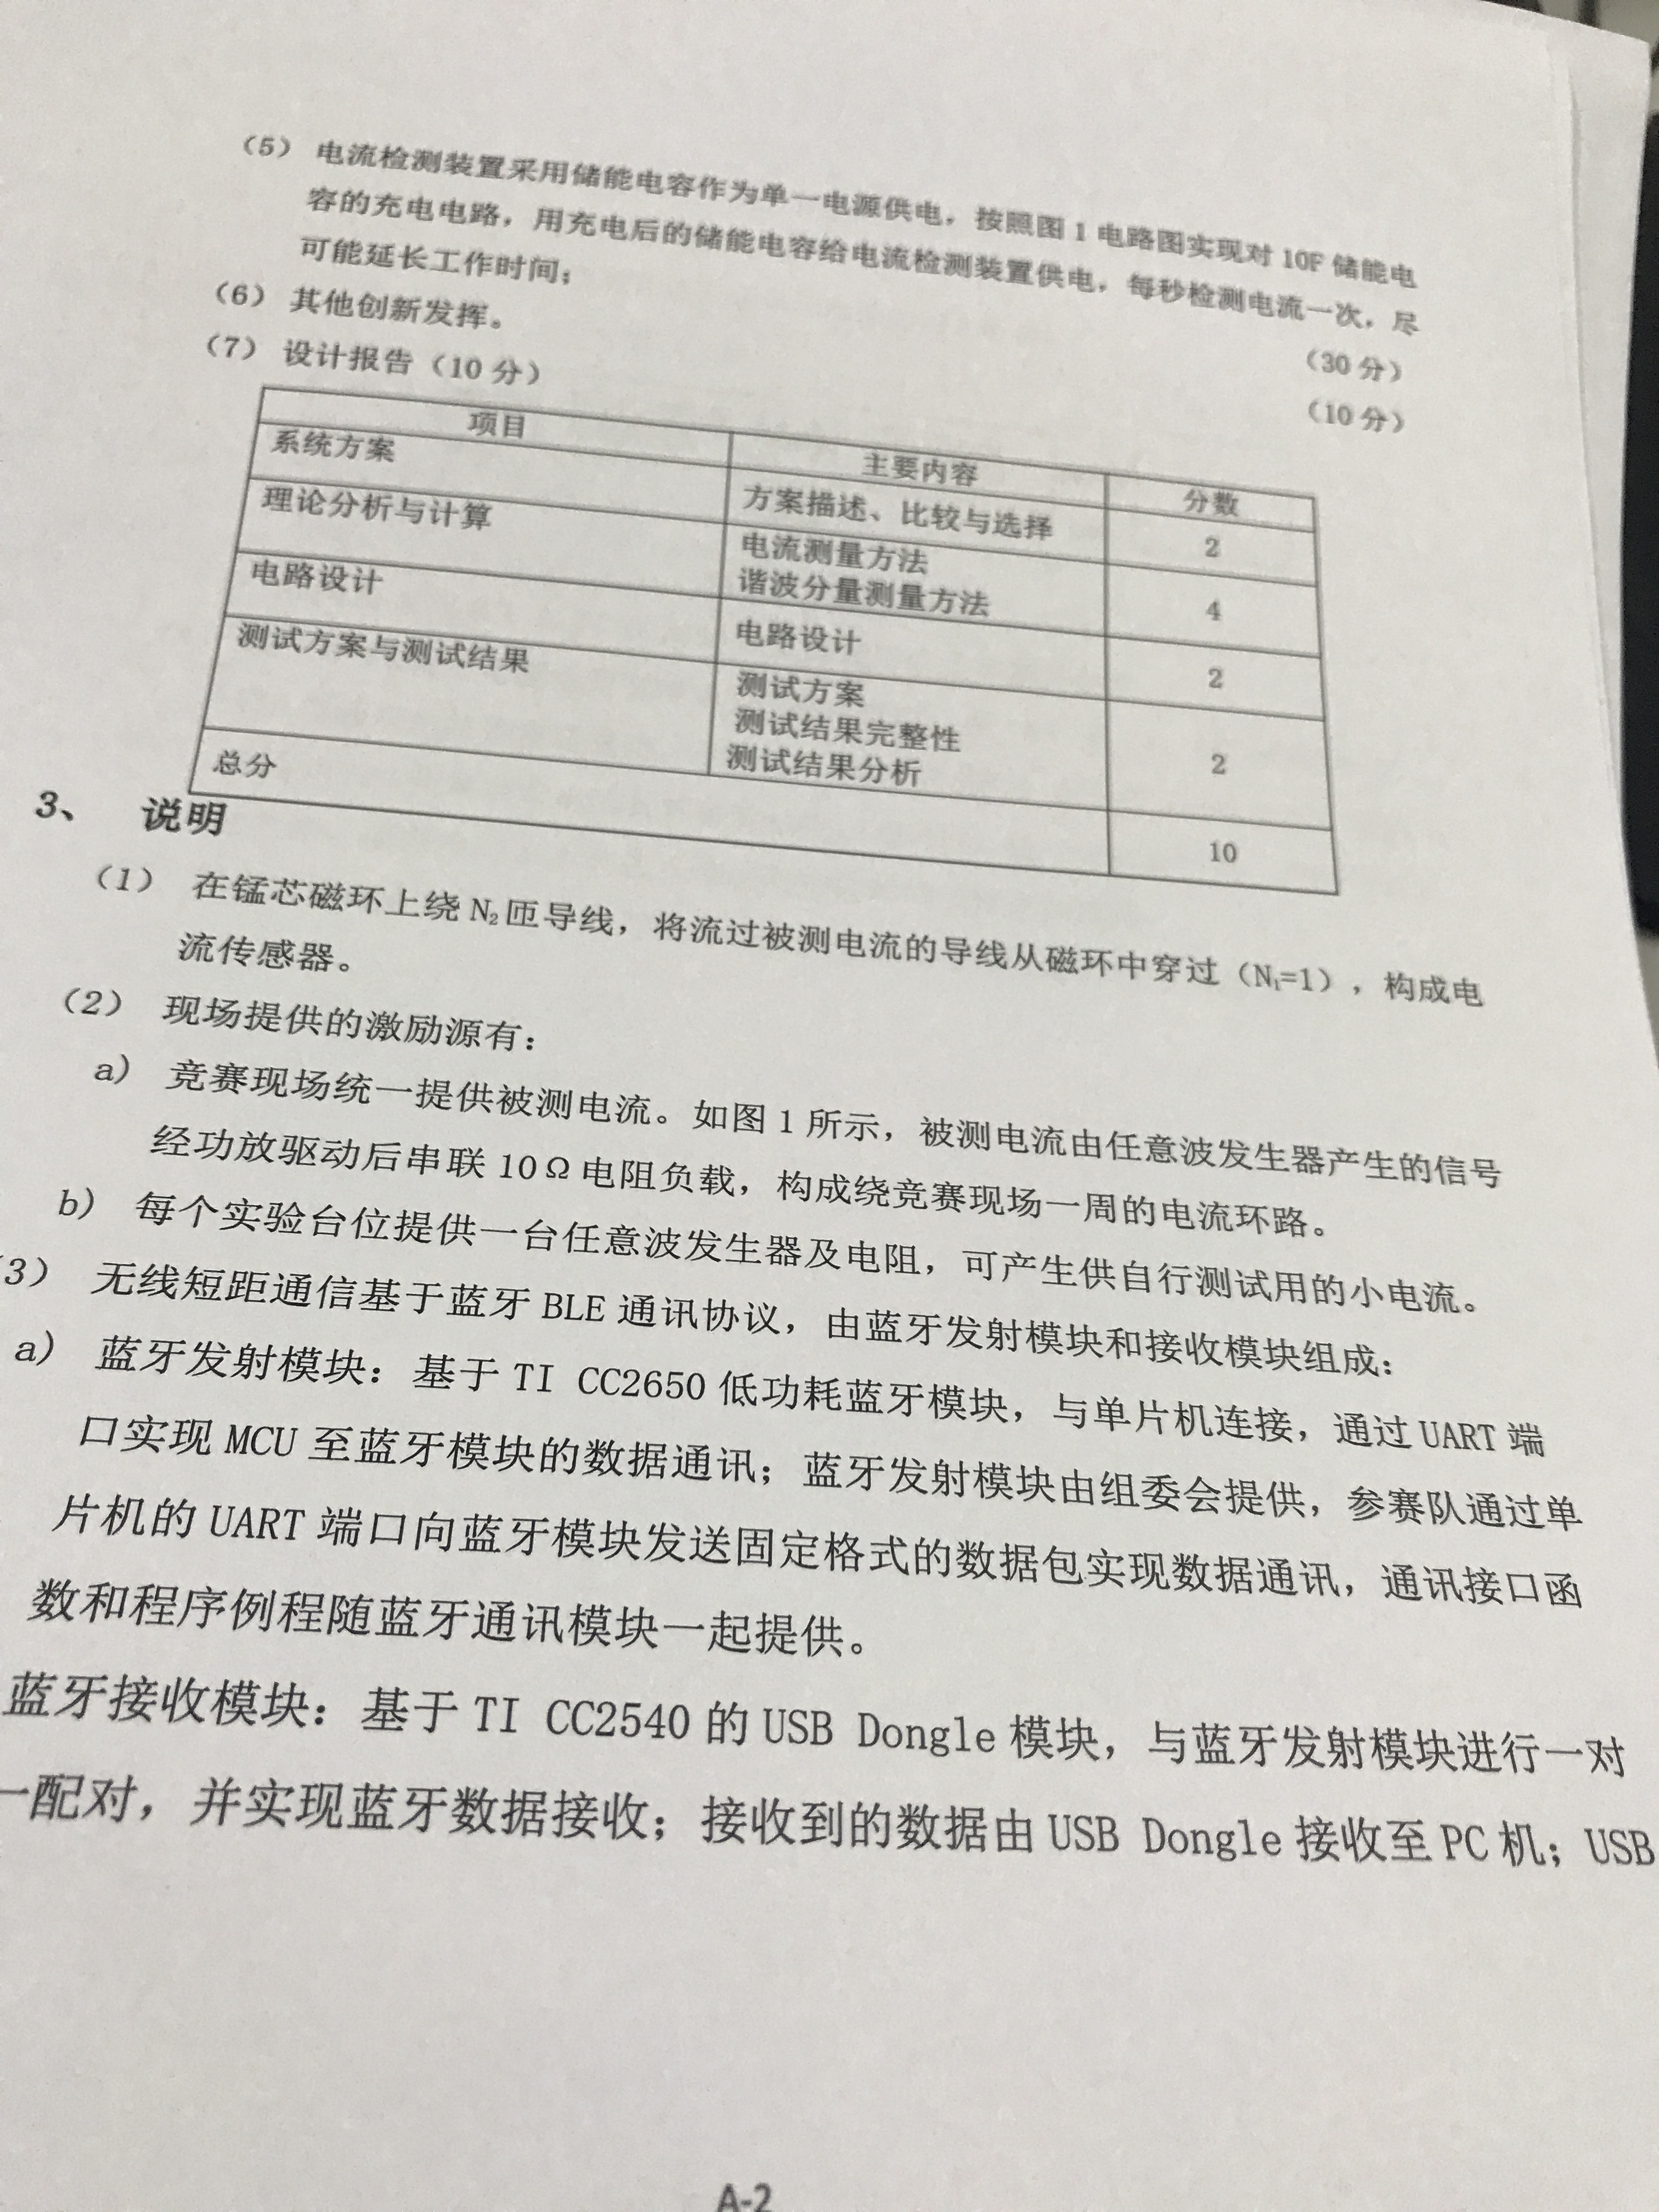 （5） 电流检测装置采用储能电容作为单一电源供电，按照图 1 电路图实现对 10F 储能电
容的充电电路，用充电后的储能电容给电流检测装置供电，每秒检测电流一次，尽
可能延长工作时间； （30 分）
（6） 其他创新发挥。 （10 分）
（7） 设计报告（10 分）
项目 主要内容 分数
系统方案 方案描述、比较与选择 2
理论分析与计算 电流测量方法
谐波分量测量方法 4
电路设计 电路设计 2
测试方案与测试结果 测试方案
测试结果完整性
测试结果分析 2
总分 10
3、 说明
（1） 在锰芯磁环上绕 N₂ 匝导线，将流过被测电流的导线从磁环中穿过（N₁=1），构成电
流传感器。
（2） 现场提供的激励源有：
a） 竞赛现场统一提供被测电流。如图 1 所示，被测电流由任意波发生器产生的信号
经功放驱动后串联 10Ω 电阻负载，构成绕竞赛现场一周的电流环路。
b） 每个实验台位提供一台任意波发生器及电阻，可产生供自行测试用的小电流。
3） 无线短距通信基于蓝牙 BLE 通讯协议，由蓝牙发射模块和接收模块组成：
a） 蓝牙发射模块：基于 TI CC2650 低功耗蓝牙模块，与单片机连接，通过 UART 端
口实现 MCU 至蓝牙模块的数据通讯；蓝牙发射模块由组委会提供，参赛队通过单
片机的 UART 端口向蓝牙模块发送固定格式的数据包实现数据通讯，通讯接口函
数和程序例程随蓝牙通讯模块一起提供。
蓝牙接收模块：基于 TI CC2540 的 USB Dongle 模块，与蓝牙发射模块进行一对
一配对，并实现蓝牙数据接收；接收到的数据由 USB Dongle 接收至 PC 机；USB
A-2